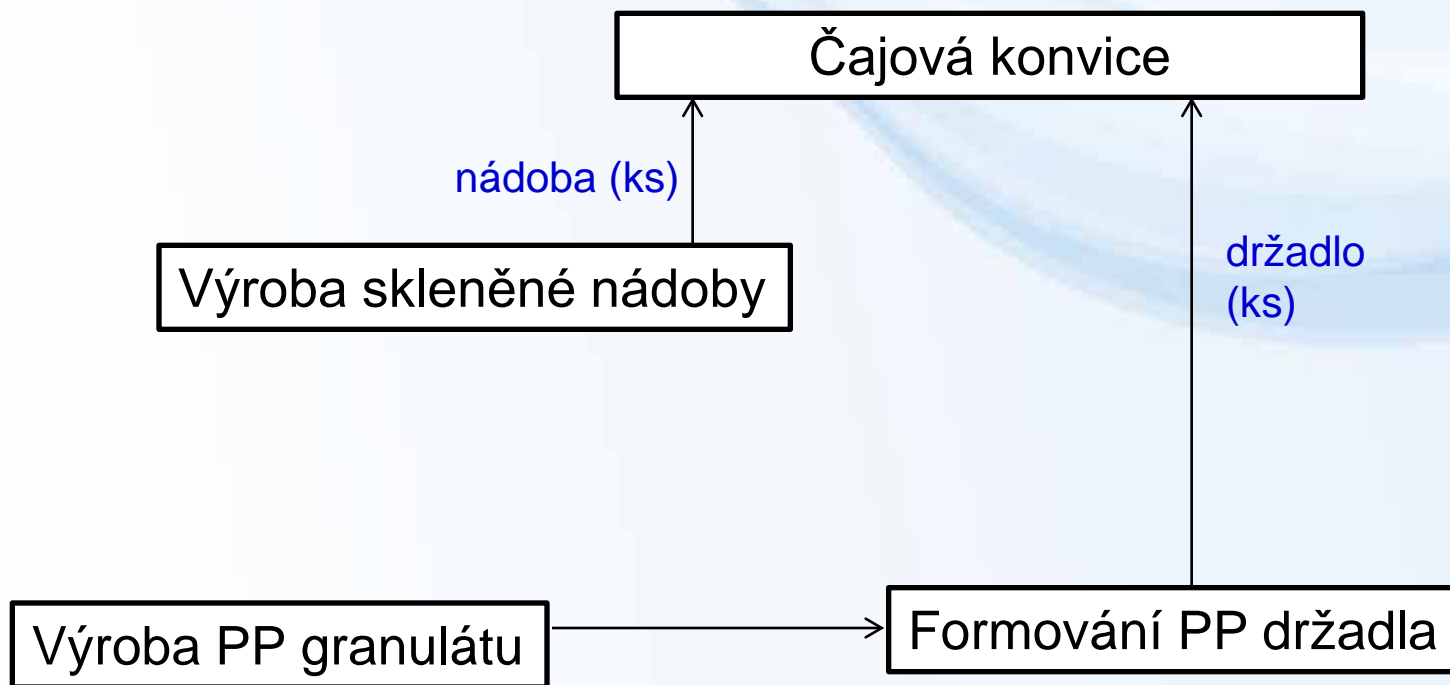 Čajová konvice
nádoba (ks)
Výroba skleněné nádoby
držadlo
(ks)
Výroba PP granulátu
Formování PP držadla